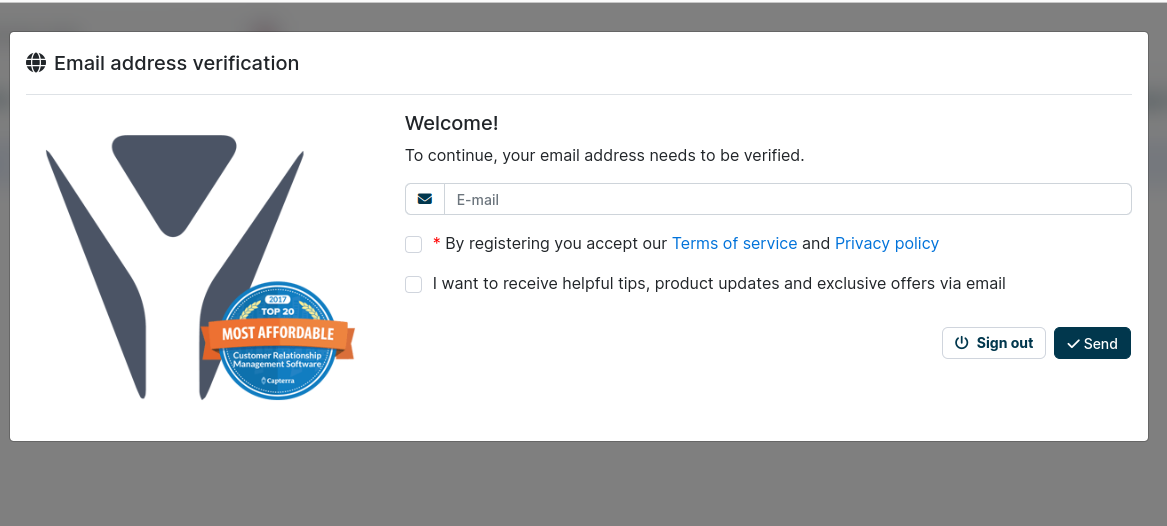 Email address verification
Welcome!
To continue, your email address needs to be verified.
E-mail
* By registering you accept our Terms of service and Privacy policy
I want to receive helpful tips, product updates and exclusive offers via email
2017
TOP 20
MOST AFFORDABLE
Customer Relationship
Management Software
Capterra
Sign out
Send